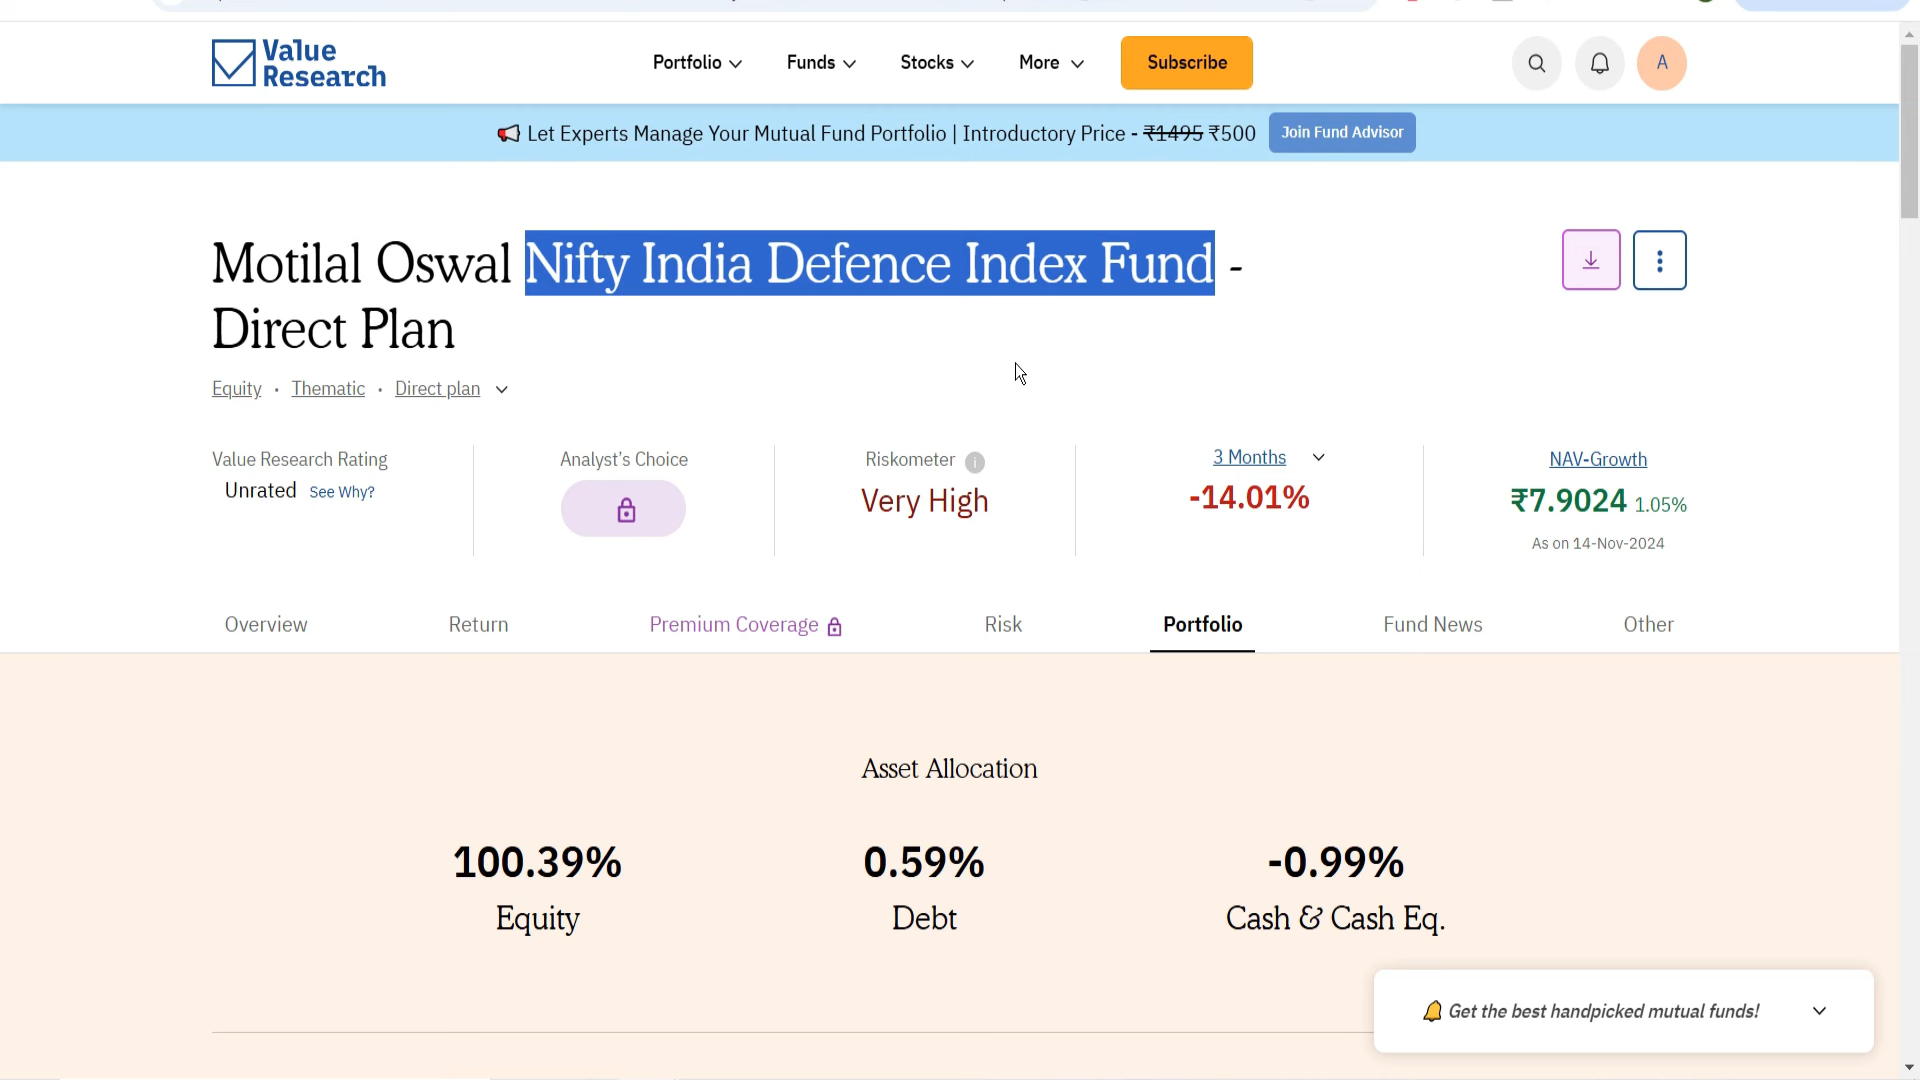 Value
Research
Portfolio
Funds
Stocks
More
Subscribe
A
Let Experts Manage Your Mutual Fund Portfolio | Introductory Price - ₹1495 ₹500
Join Fund Advisor
Motilal Oswal Nifty India Defence Index Fund -
Direct Plan
Equity · Thematic · Direct plan
Value Research Rating
Unrated See Why?
Analyst's Choice
Riskometer i
Very High
3 Months
-14.01%
NAV-Growth
₹7.9024 1.05%
As on 14-Nov-2024
Overview
Return
Premium Coverage
Risk
Portfolio
Fund News
Other
Asset Allocation
100.39%
Equity
0.59%
Debt
-0.99%
Cash & Cash Eq.
Get the best handpicked mutual funds!